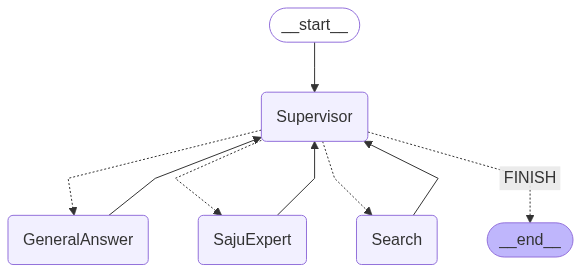 __start__
Supervisor
FINISH
GeneralAnswer
SajuExpert
Search
__end__